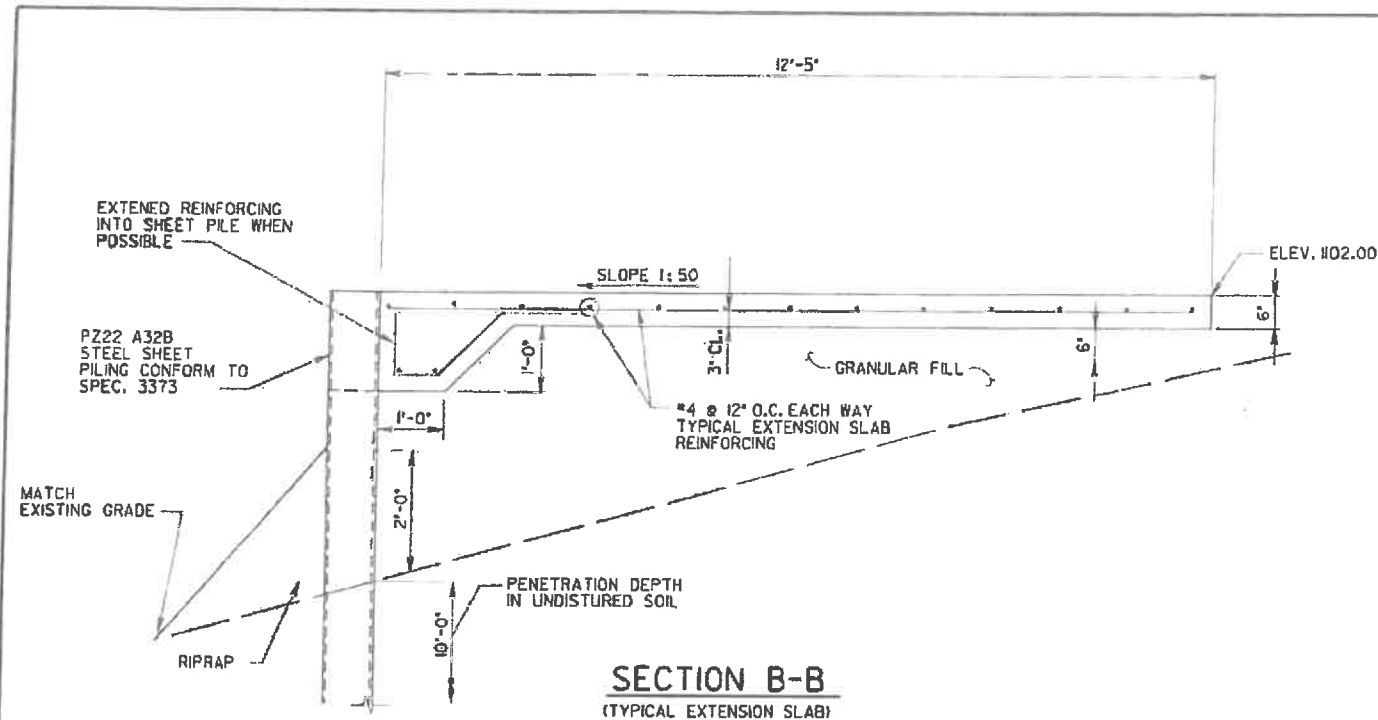 12'-5"
EXTENED REINFORCING
INTO SHEET PILE WHEN
POSSIBLE
SLOPE 1:50
ELEV. 1102.00
6"
PZ22 A32B
STEEL SHEET
PILING CONFORM TO
SPEC. 3373
1'-0"
3" CL.
6"
GRANULAR FILL
#4 @ 12" O.C. EACH WAY
TYPICAL EXTENSION SLAB
REINFORCING
1'-0"
MATCH
EXISTING GRADE
2'-0"
PENETRATION DEPTH
IN UNDISTURED SOIL
10'-0"
RIPRAP
SECTION B-B
(TYPICAL EXTENSION SLAB)